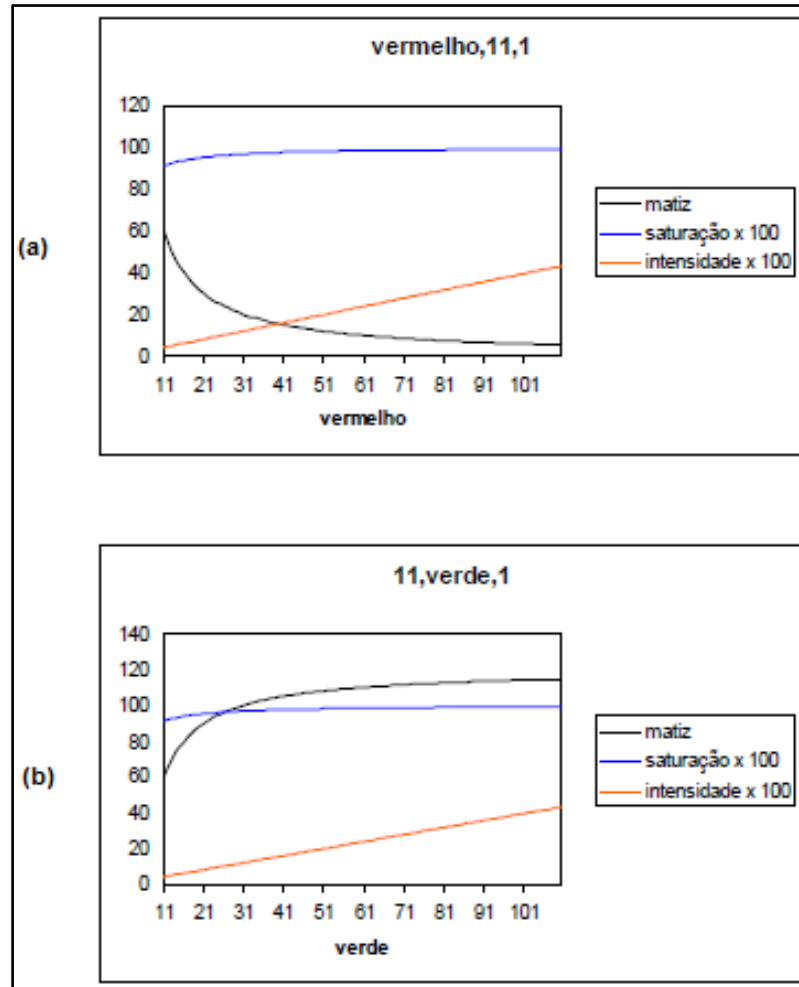 (a)
vermelho,11,1
120
100
80
60
40
20
0
11 21 31 41 51 61 71 81 91 101
vermelho
matiz
saturação x 100
intensidade x 100
(b)
11,verde,1
140
120
100
80
60
40
20
0
11 21 31 41 51 61 71 81 91 101
verde
matiz
saturação x 100
intensidade x 100